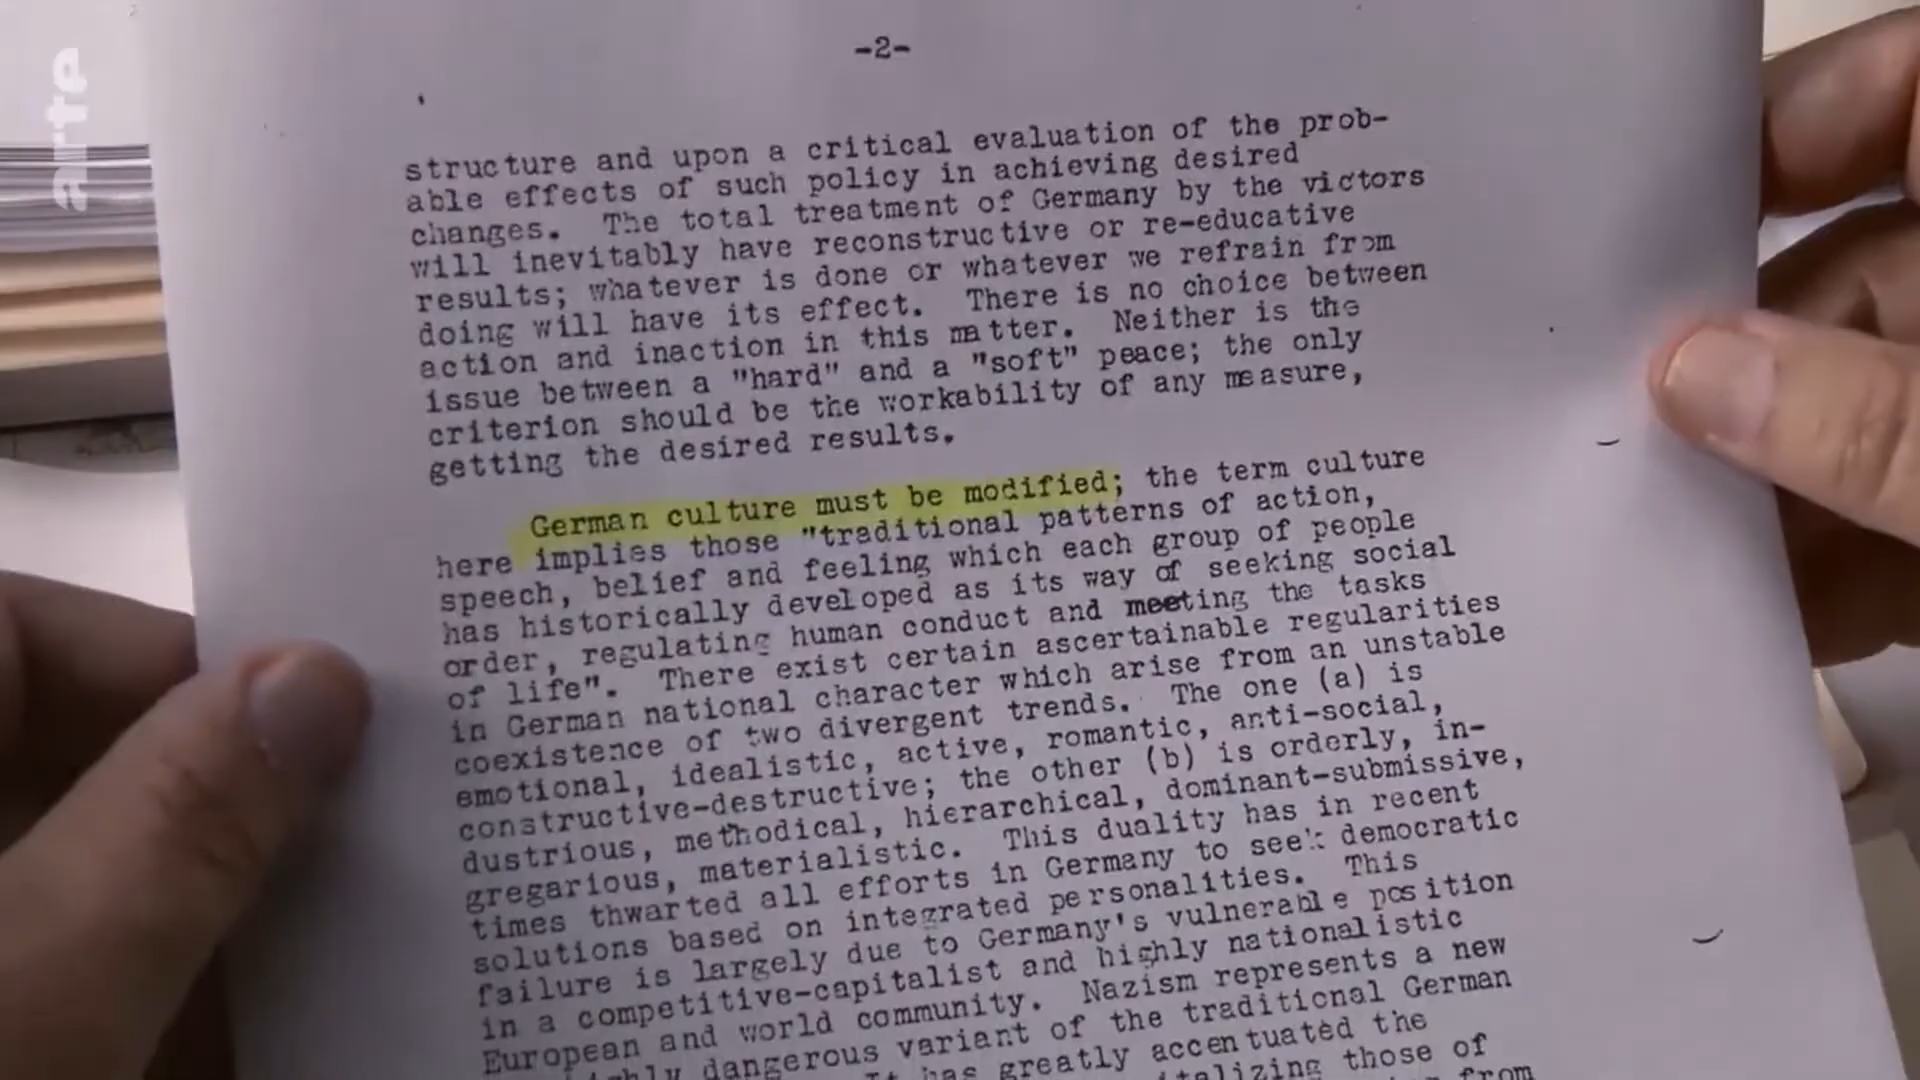 arte
-2-
structure and upon a critical evaluation of the prob-
able effects of such policy in achieving desired
changes. The total treatment of Germany by the victors
will inevitably have reconstructive or re-educative
results; whatever is done or whatever we refrain from
doing will have its effect. There is no choice between
action and inaction in this matter. Neither is the
issue between a "hard" and a "soft" peace; the only
criterion should be the workability of any measure,
getting the desired results.
German culture must be modified; the term culture
here implies those "traditional patterns of action,
speech, belief and feeling which each group of people
has historically developed as its way of seeking social
order, regulating human conduct and meeting the tasks
of life". There exist certain ascertainable regularities
in German national character which arise from an unstable
coexistence of two divergent trends. The one (a) is
emotional, idealistic, active, romantic, anti-social,
constructive-destructive; the other (b) is orderly, in-
dustrious, methodical, hierarchical, dominant-submissive,
gregarious, materialistic. This duality has in recent
times thwarted all efforts in Germany to seek democratic
solutions based on integrated personalities. This
failure is largely due to Germany's vulnerable position
in a competitive-capitalist and highly nationalistic
European and world community. Nazism represents a new
dangerous variant of the traditional German
has greatly accentuated the
those of
from